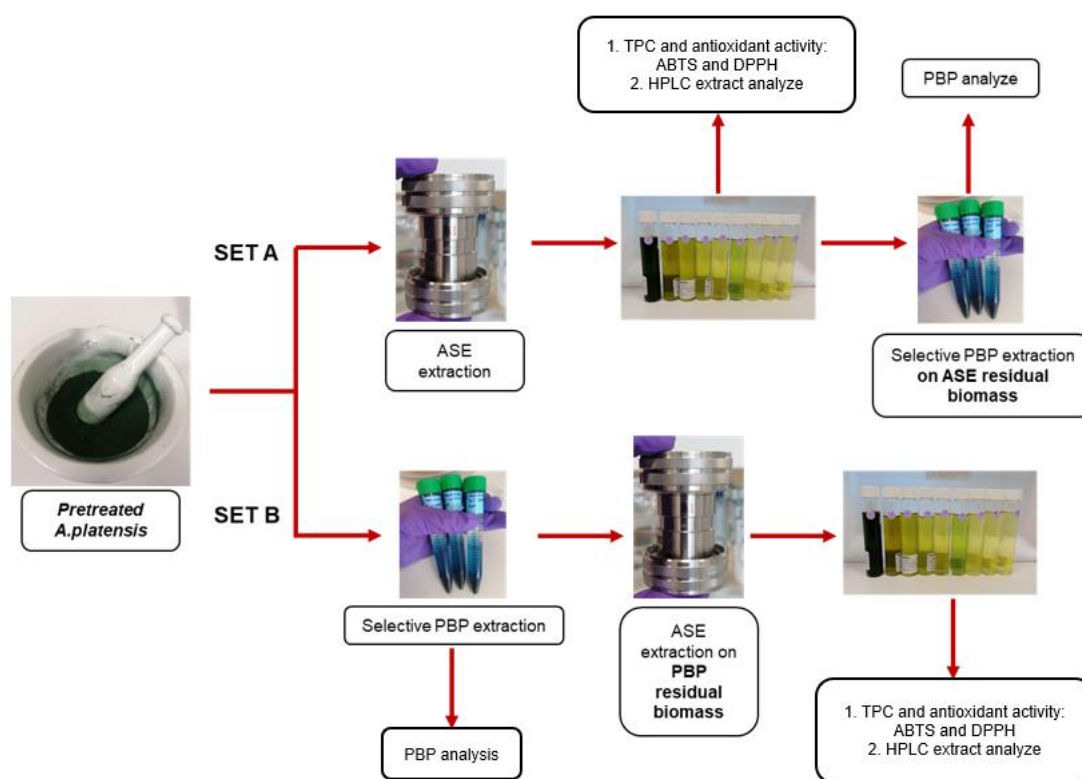 1. TPC and antioxidant activity:
ABTS and DPPH
2. HPLC extract analyze
PBP analyze
SET A
ASE
extraction
Selective PBP extraction
on ASE residual
biomass
Pretreated
A.platensis
SET B
Selective PBP extraction
ASE
extraction on
PBP
residual
biomass
PBP analysis
1. TPC and antioxidant activity:
ABTS and DPPH
2. HPLC extract analyze